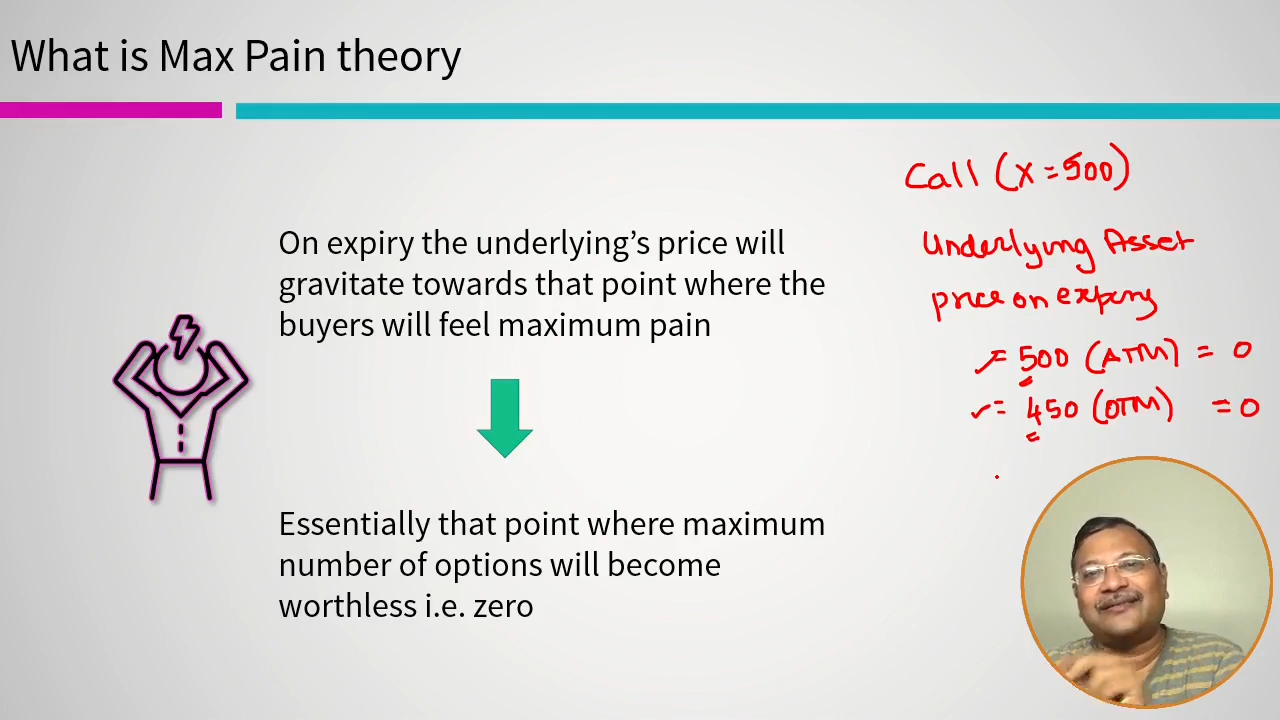 What is Max Pain theory
On expiry the underlying’s price will
gravitate towards that point where the
buyers will feel maximum pain
Essentially that point where maximum
number of options will become
worthless i.e. zero
Call (X=500)
Underlying Asset
price on expiry
= 500 (ATM) = 0
= 450 (OTM) = 0